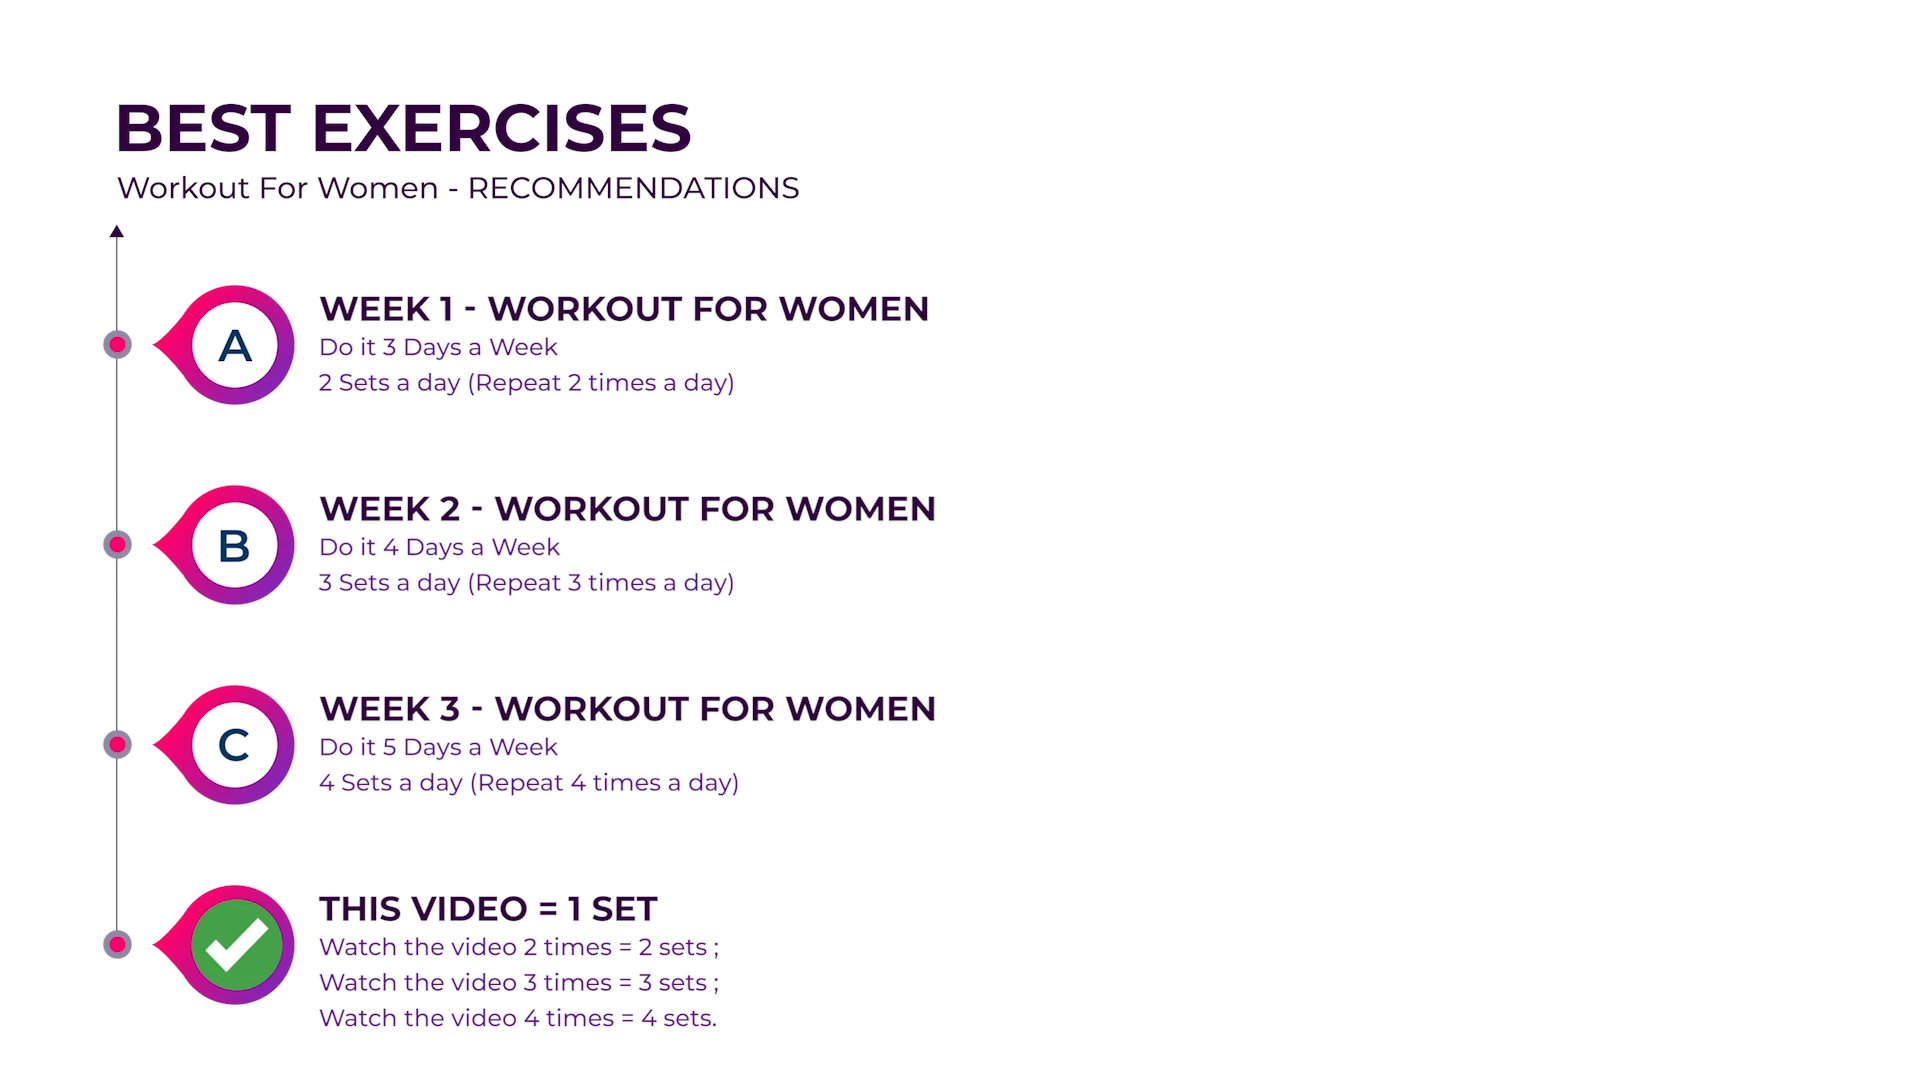 BEST EXERCISES
Workout For Women - RECOMMENDATIONS
A
WEEK 1 - WORKOUT FOR WOMEN
Do it 3 Days a Week
2 Sets a day (Repeat 2 times a day)
B
WEEK 2 - WORKOUT FOR WOMEN
Do it 4 Days a Week
3 Sets a day (Repeat 3 times a day)
C
WEEK 3 - WORKOUT FOR WOMEN
Do it 5 Days a Week
4 Sets a day (Repeat 4 times a day)
THIS VIDEO = 1 SET
Watch the video 2 times = 2 sets ;
Watch the video 3 times = 3 sets ;
Watch the video 4 times = 4 sets.